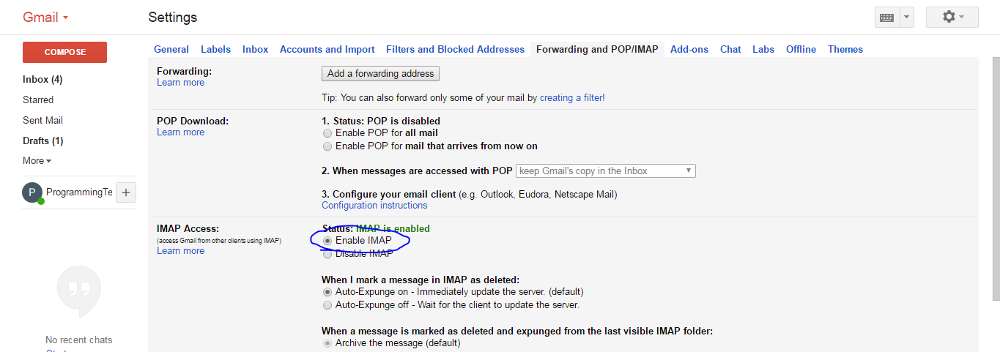 Gmail
Settings
COMPOSE
Inbox (4)
Starred
Sent Mail
Drafts (1)
More
P
ProgrammingTe
+
No recent chats
General Labels Inbox Accounts and Import Filters and Blocked Addresses Forwarding and POP/IMAP Add-ons Chat Labs Offline Themes
Forwarding:
Learn more
Add a forwarding address
Tip: You can also forward only some of your mail by creating a filter!
POP Download:
Learn more
1. Status: POP is disabled
Enable POP for all mail
Enable POP for mail that arrives from now on
2. When messages are accessed with POP keep Gmail's copy in the Inbox
3. Configure your email client (e.g. Outlook, Eudora, Netscape Mail)
Configuration instructions
IMAP Access:
(access Gmail from other clients using IMAP)
Learn more
Status: IMAP is enabled
Enable IMAP
Disable IMAP
When I mark a message in IMAP as deleted:
Auto-Expunge on - Immediately update the server. (default)
Auto-Expunge off - Wait for the client to update the server.
When a message is marked as deleted and expunged from the last visible IMAP folder:
Archive the message (default)